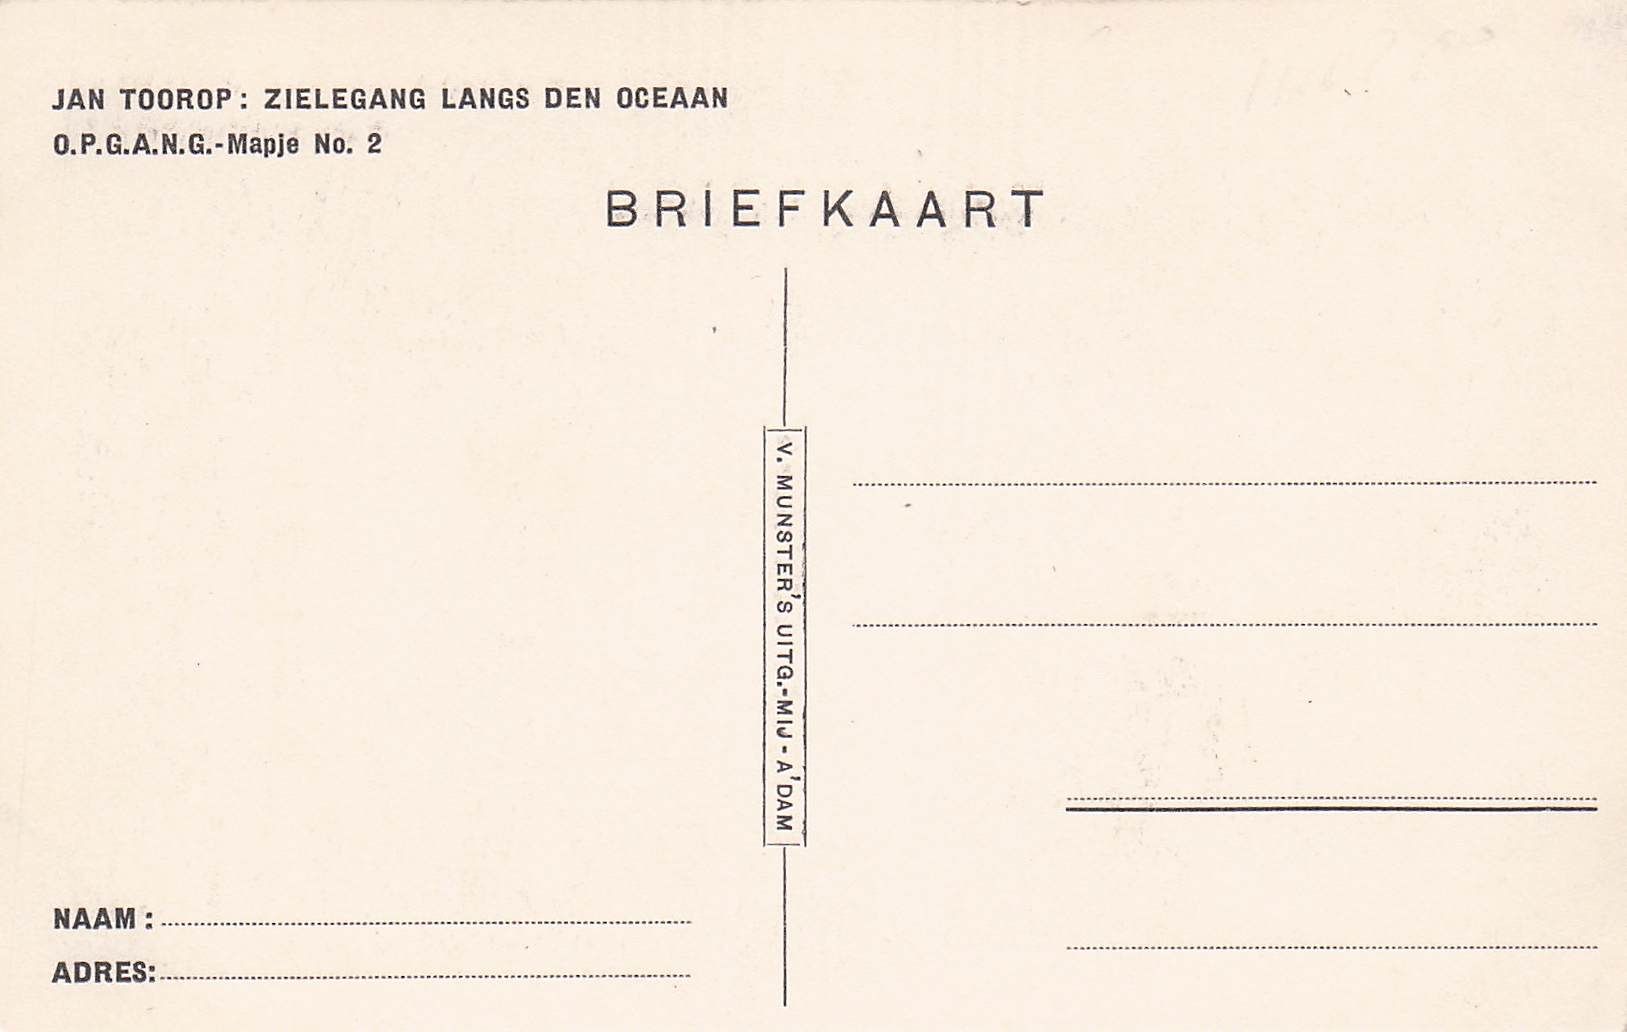 JAN TOOROP: ZIELEGANG LANGS DEN OCEAAN
O.P.G.A.N.G.-Mapje No. 2
BRIEFKAART
V. MUNSTER'S UITG.-MIJ - A'DAM
NAAM:
ADRES: